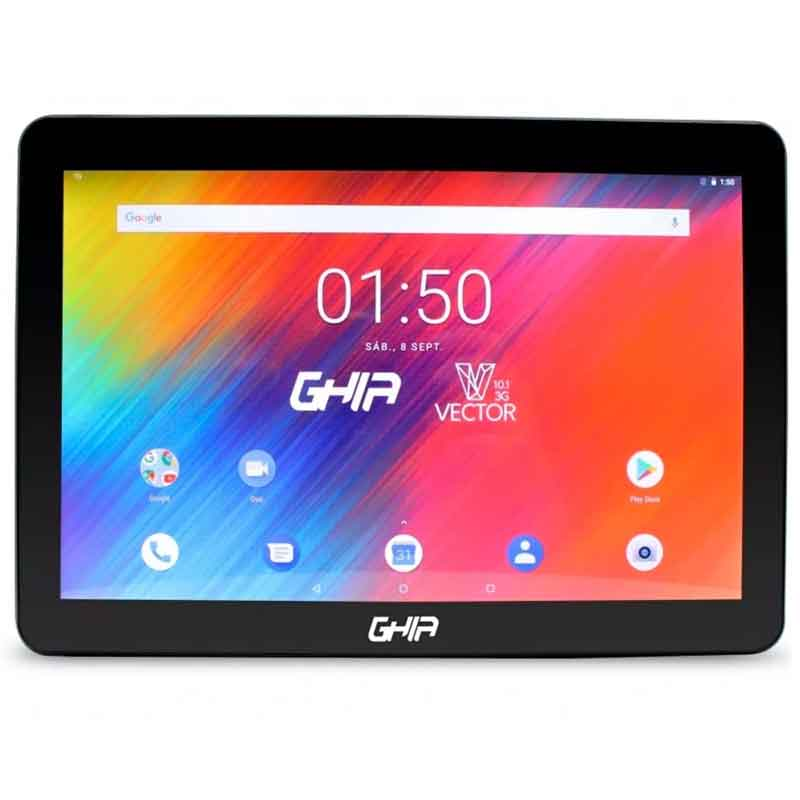 1:50
Google
01:50
SÁB., 8 SEPT.
GHIA
10.1
3G
VECTOR
Google
Duo
Play Store
31
GHIA